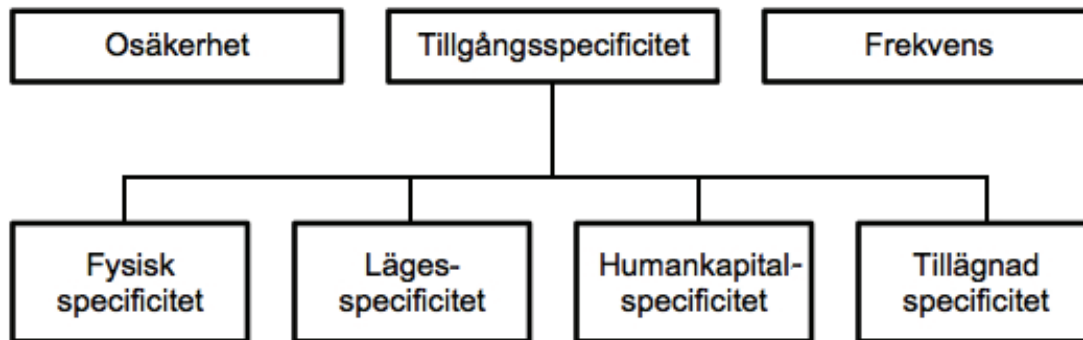 Osäkerhet
Tillgångsspecificitet
Frekvens
Fysisk
specificitet
Läges-
specificitet
Humankapital-
specificitet
Tillägnad
specificitet